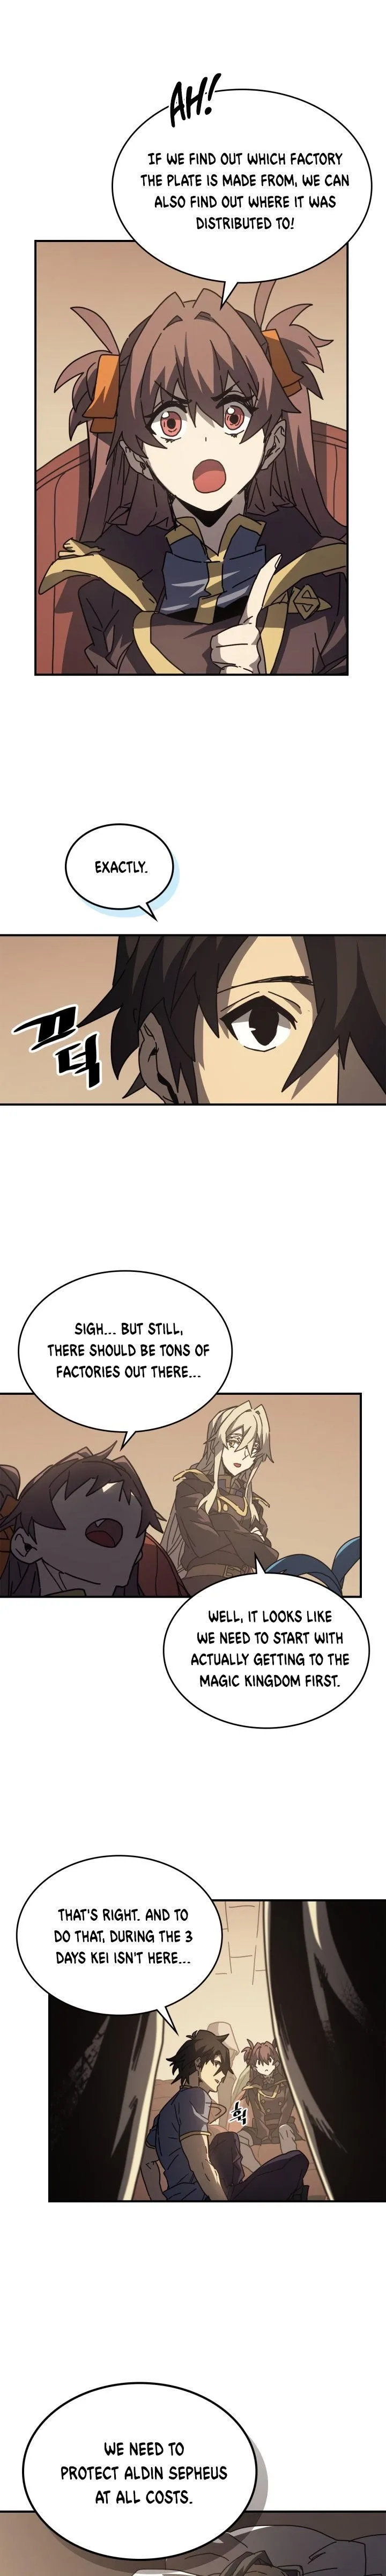 AH!
IF WE FIND OUT WHICH FACTORY
THE PLATE IS MADE FROM, WE CAN
ALSO FIND OUT WHERE IT WAS
DISTRIBUTED TO!
EXACTLY.
끄
덕
SIGH... BUT STILL,
THERE SHOULD BE TONS OF
FACTORIES OUT THERE...
WELL, IT LOOKS LIKE
WE NEED TO START WITH
ACTUALLY GETTING TO THE
MAGIC KINGDOM FIRST.
THAT'S RIGHT. AND TO
DO THAT, DURING THE 3
DAYS KEI ISN'T HERE...
휙
WE NEED TO
PROTECT ALDIN SEPHEUS
AT ALL COSTS.